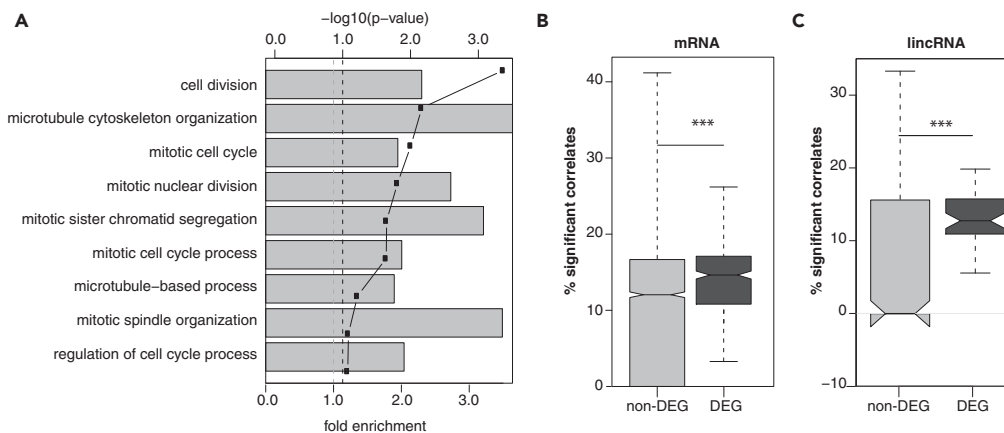 A
−log10(p−value)
0.0 1.0 2.0 3.0
cell division
microtubule cytoskeleton organization
mitotic cell cycle
mitotic nuclear division
mitotic sister chromatid segregation
mitotic cell cycle process
microtubule−based process
mitotic spindle organization
regulation of cell cycle process
0.0 1.0 2.0 3.0
fold enrichment
B
mRNA
% significant correlates
40
30
20
10
0
***
non-DEG DEG
C
lincRNA
% significant correlates
30
20
10
0
−10
***
non-DEG DEG